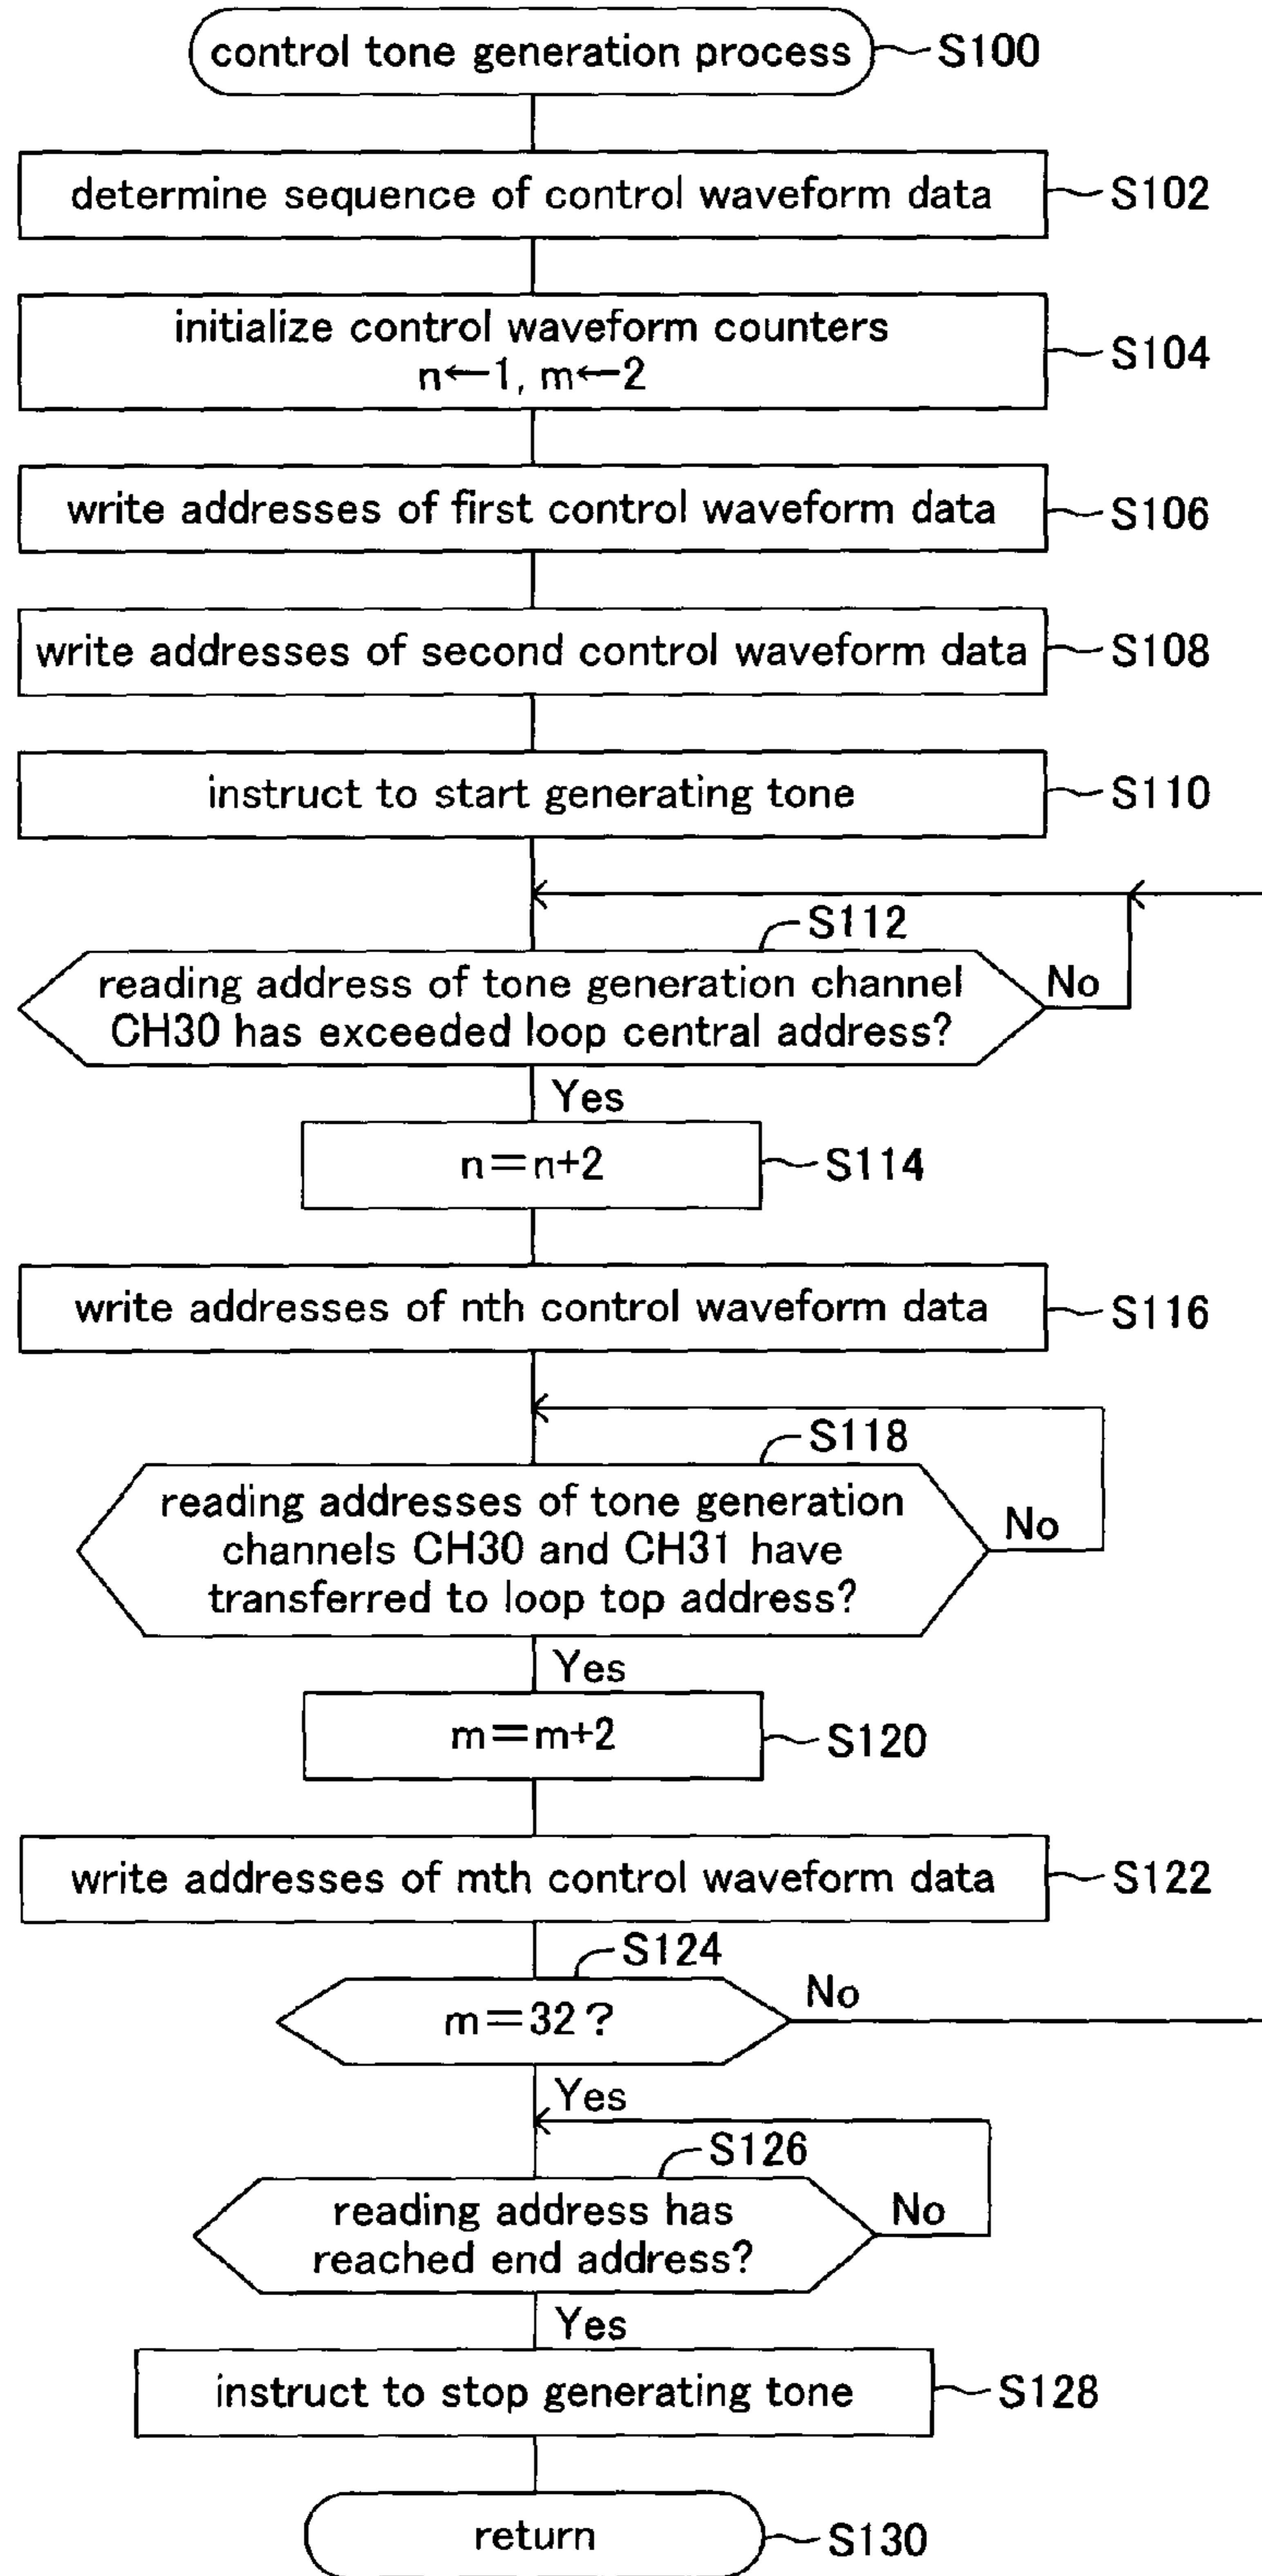 control tone generation process S100
determine sequence of control waveform data S102
initialize control waveform counters
n←1, m←2 S104
write addresses of first control waveform data S106
write addresses of second control waveform data S108
instruct to start generating tone S110
S112
reading address of tone generation channel No
CH30 has exceeded loop central address?
Yes
n=n+2 S114
write addresses of nth control waveform data S116
S118
reading addresses of tone generation
channels CH30 and CH31 have No
transferred to loop top address?
Yes
m=m+2 S120
write addresses of mth control waveform data S122
S124
m=32? No
Yes
S126
reading address has No
reached end address?
Yes
instruct to stop generating tone S128
return S130